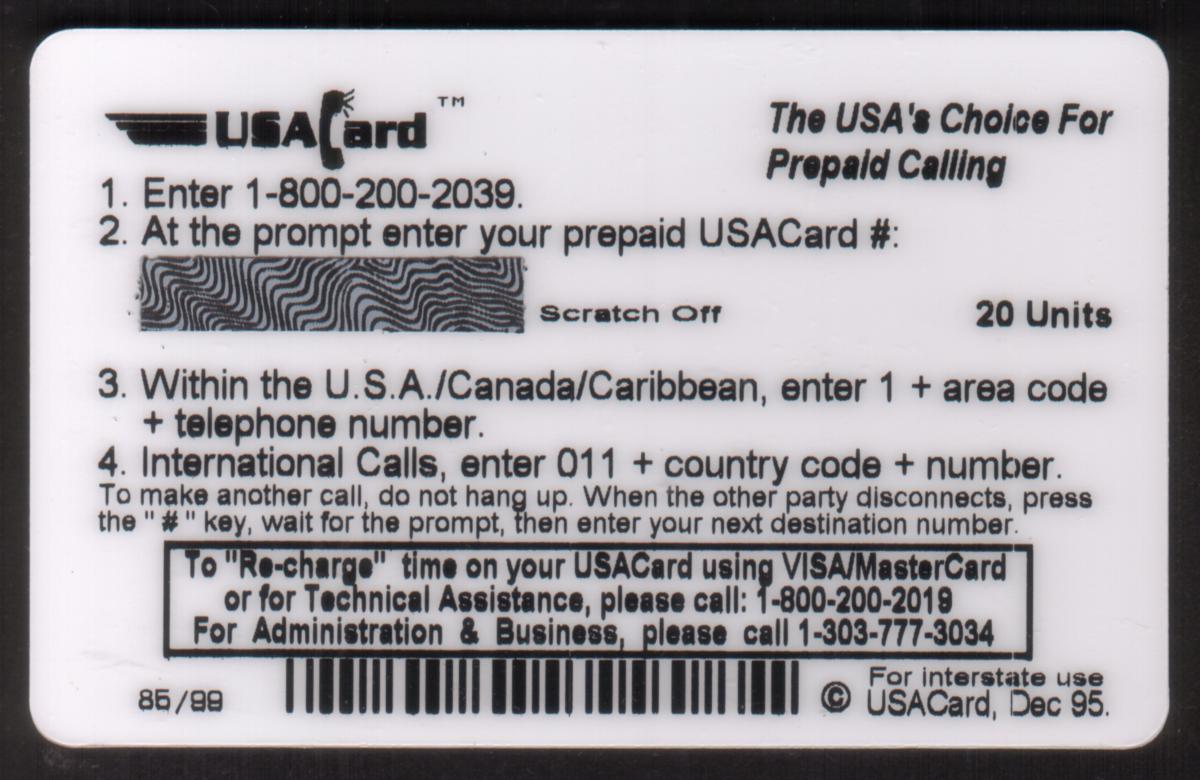 USACard™
The USA's Choice For
Prepaid Calling
1. Enter 1-800-200-2039.
2. At the prompt enter your prepaid USACard #:
Scratch Off
20 Units
3. Within the U.S.A./Canada/Caribbean, enter 1 + area code
+ telephone number.
4. International Calls, enter 011 + country code + number.
To make another call, do not hang up. When the other party disconnects, press
the "#" key, wait for the prompt, then enter your next destination number.
To "Re-charge" time on your USACard using VISA/MasterCard
or for Technical Assistance, please call: 1-800-200-2019
For Administration & Business, please call 1-303-777-3034
85/99
For interstate use
© USACard, Dec 95.